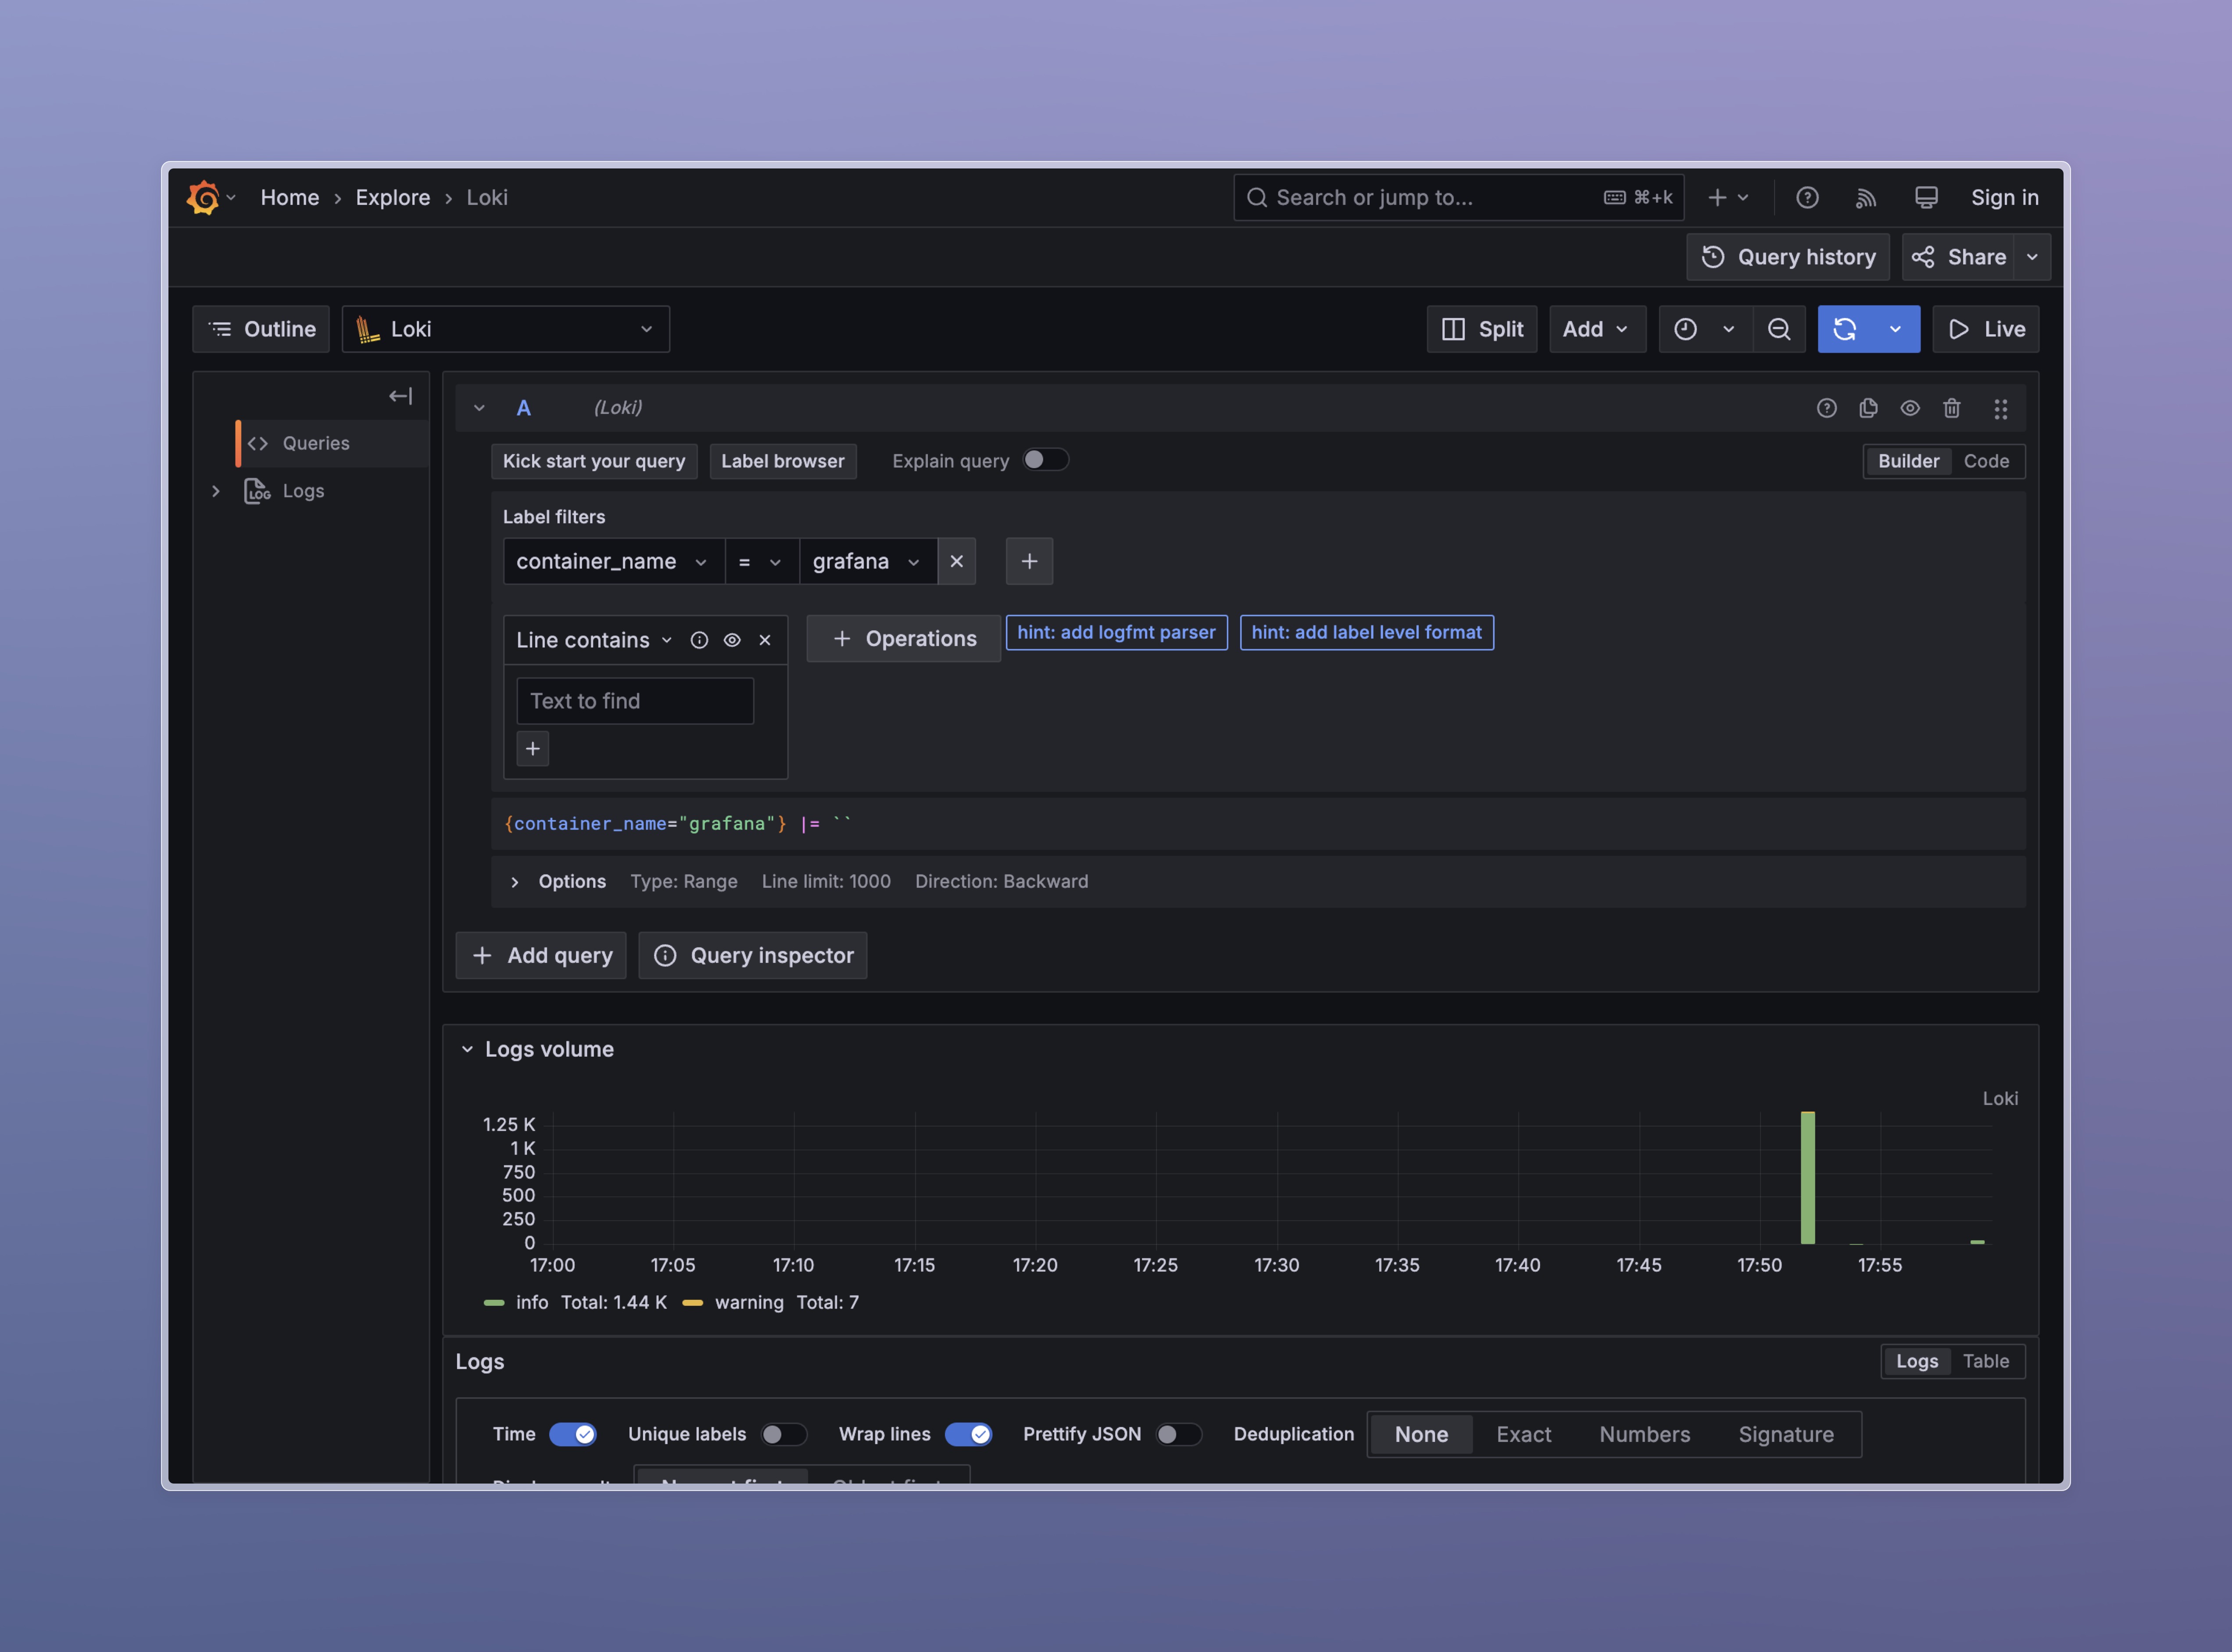 Home › Explore › Loki
Search or jump to... ⌘+k
Sign in
Query history
Share
Outline
Loki
Split
Add
Live
Queries
LOG Logs
A (Loki)
Kick start your query
Label browser
Explain query
Builder Code
Label filters
container_name = grafana
Line contains
Operations
hint: add logfmt parser
hint: add label level format
Text to find
{container_name="grafana"} |= ``
Options Type: Range Line limit: 1000 Direction: Backward
+ Add query
Query inspector
Logs volume
Loki
1.25 K
1 K
750
500
250
0
17:00 17:05 17:10 17:15 17:20 17:25 17:30 17:35 17:40 17:45 17:50 17:55
info Total: 1.44 K warning Total: 7
Logs
Logs Table
Time Unique labels Wrap lines Prettify JSON Deduplication None Exact Numbers Signature